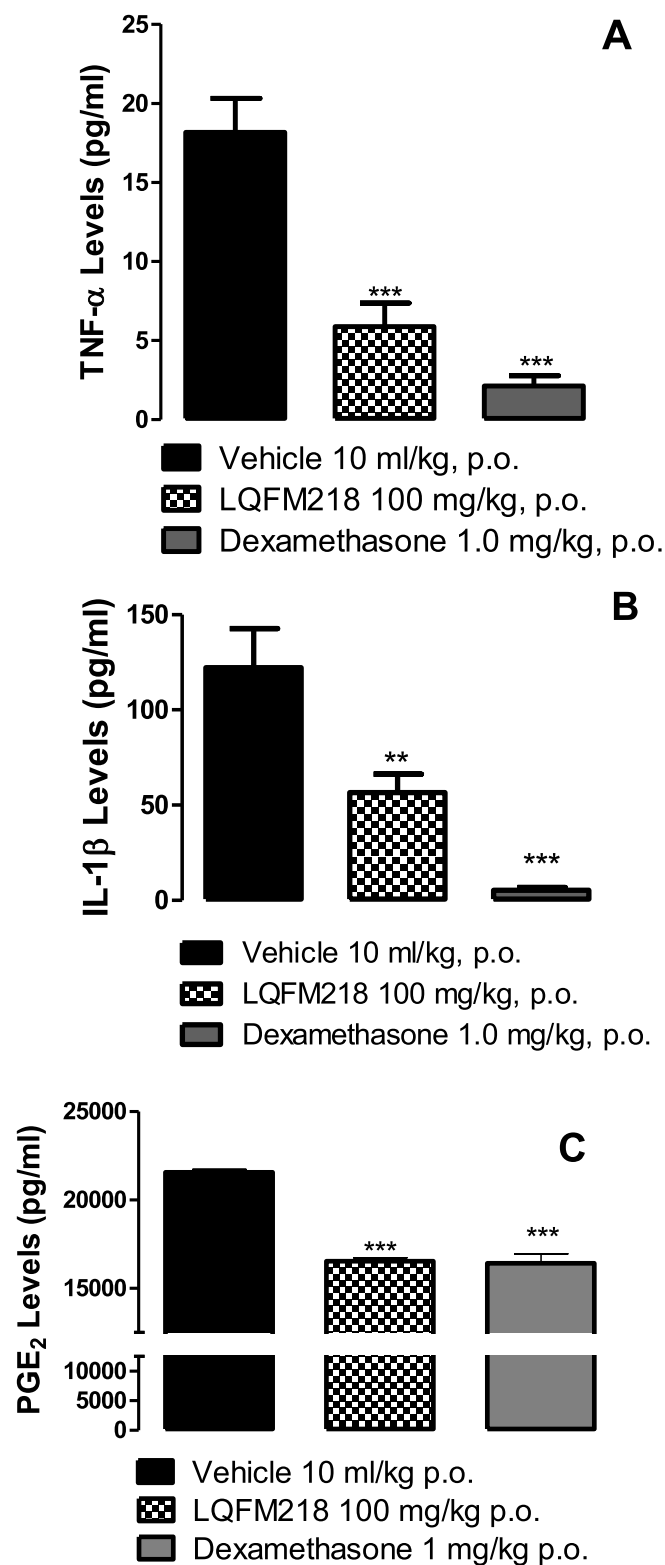 A
TNF-α Levels (pg/ml)
25
20
15
10
5
0
***
***
Vehicle 10 ml/kg, p.o.
LQFM218 100 mg/kg, p.o.
Dexamethasone 1.0 mg/kg, p.o.
B
IL-1β Levels (pg/ml)
150
100
50
0
**
***
Vehicle 10 ml/kg, p.o.
LQFM218 100 mg/kg, p.o.
Dexamethasone 1.0 mg/kg, p.o.
C
PGE₂ Levels (pg/ml)
25000
20000
15000
10000
5000
0
***
***
Vehicle 10 ml/kg p.o.
LQFM218 100 mg/kg p.o.
Dexamethasone 1 mg/kg p.o.